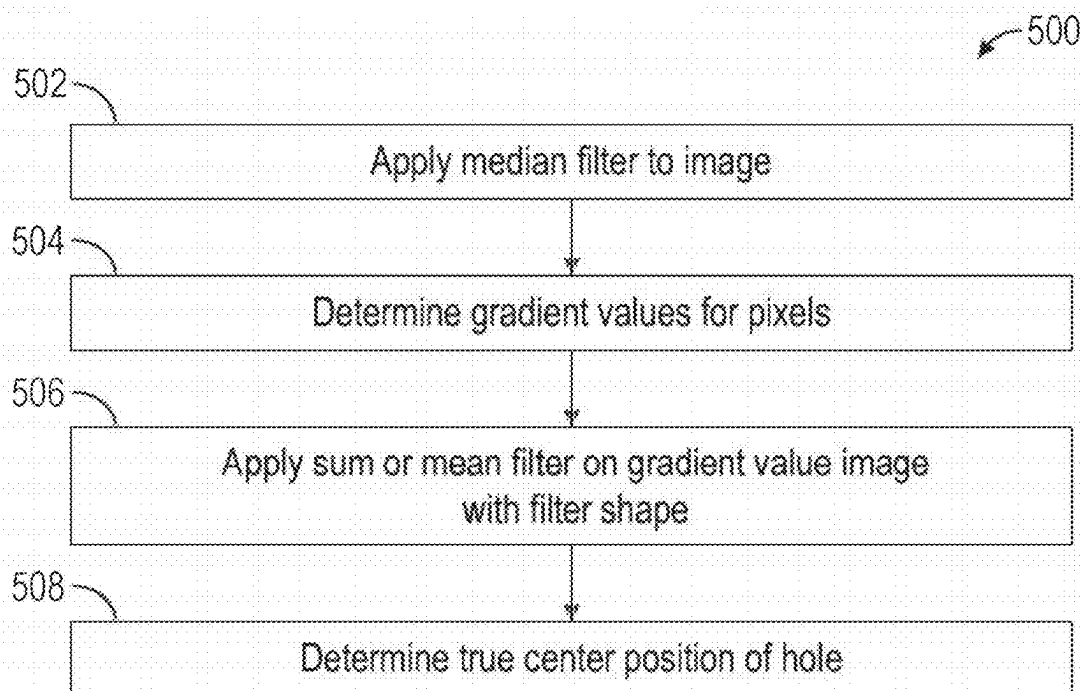 500
502
Apply median filter to image
504
Determine gradient values for pixels
506
Apply sum or mean filter on gradient value image
with filter shape
508
Determine true center position of hole